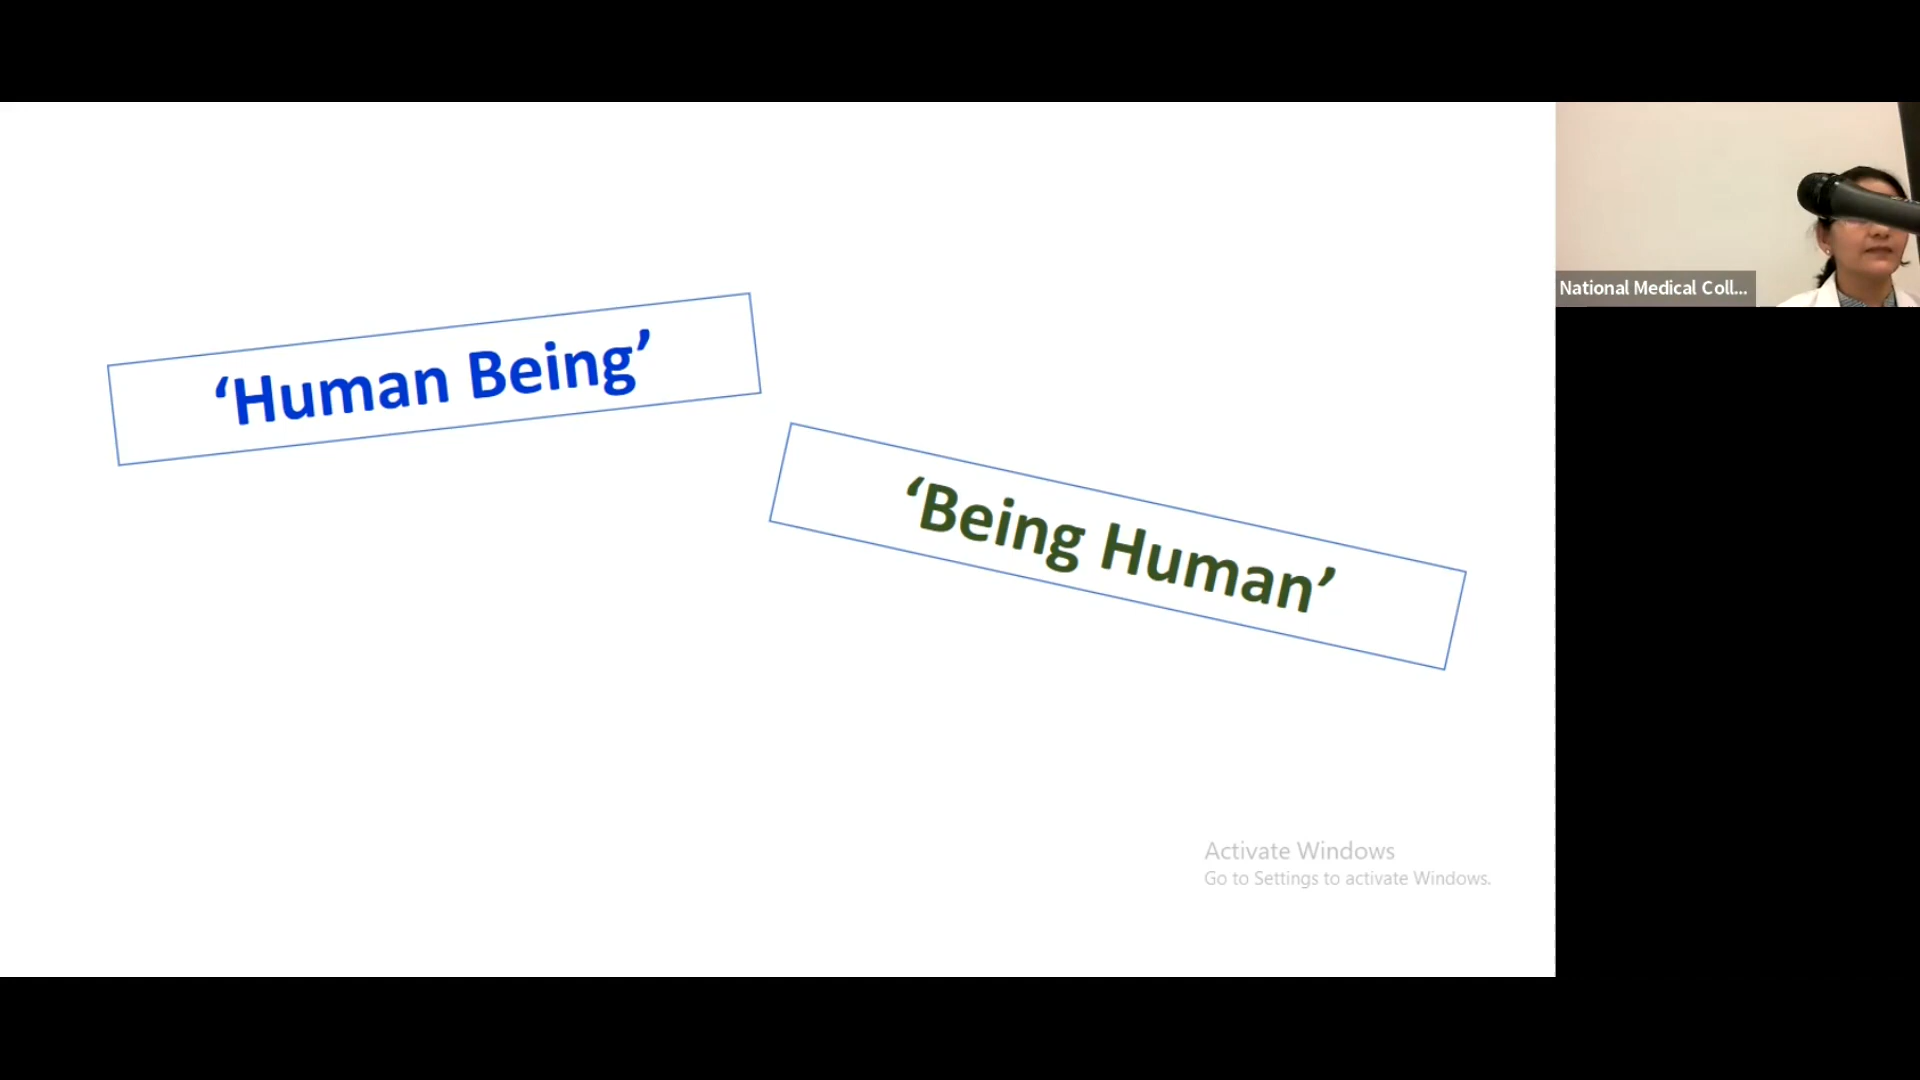 ‘Human Being’
‘Being Human’
National Medical Coll...
Activate Windows
Go to Settings to activate Windows.